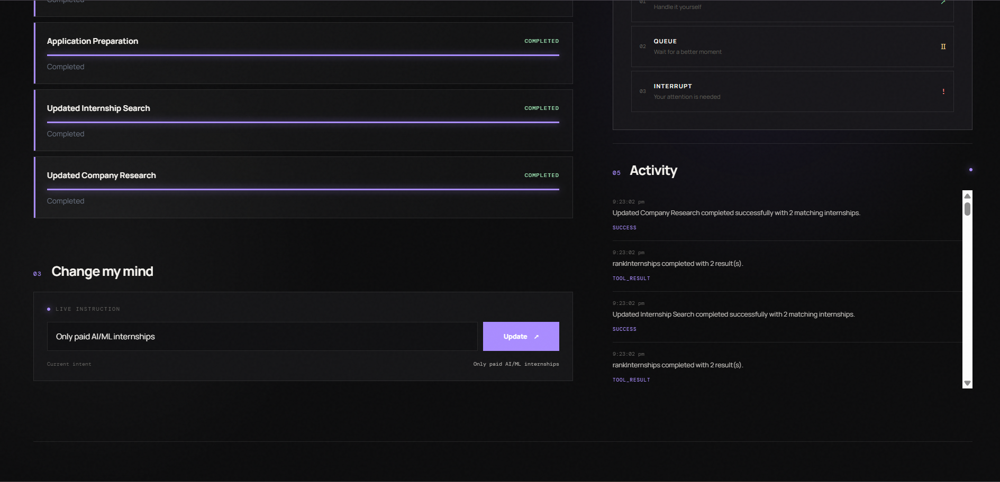 Completed
Application Preparation
COMPLETED
Completed
Updated Internship Search
COMPLETED
Completed
Updated Company Research
COMPLETED
Completed
03 Change my mind
LIVE INSTRUCTION
Only paid AI/ML internships
Update ↗
Current intent
Only paid AI/ML internships
01
Handle it yourself
↗
02
QUEUE
Wait for a better moment
II
03
INTERRUPT
Your attention is needed
!
05 Activity
9:23:02 pm
Updated Company Research completed successfully with 2 matching internships.
SUCCESS
9:23:02 pm
rankInternships completed with 2 result(s).
TOOL_RESULT
9:23:02 pm
Updated Internship Search completed successfully with 2 matching internships.
SUCCESS
9:23:02 pm
rankInternships completed with 2 result(s).
TOOL_RESULT